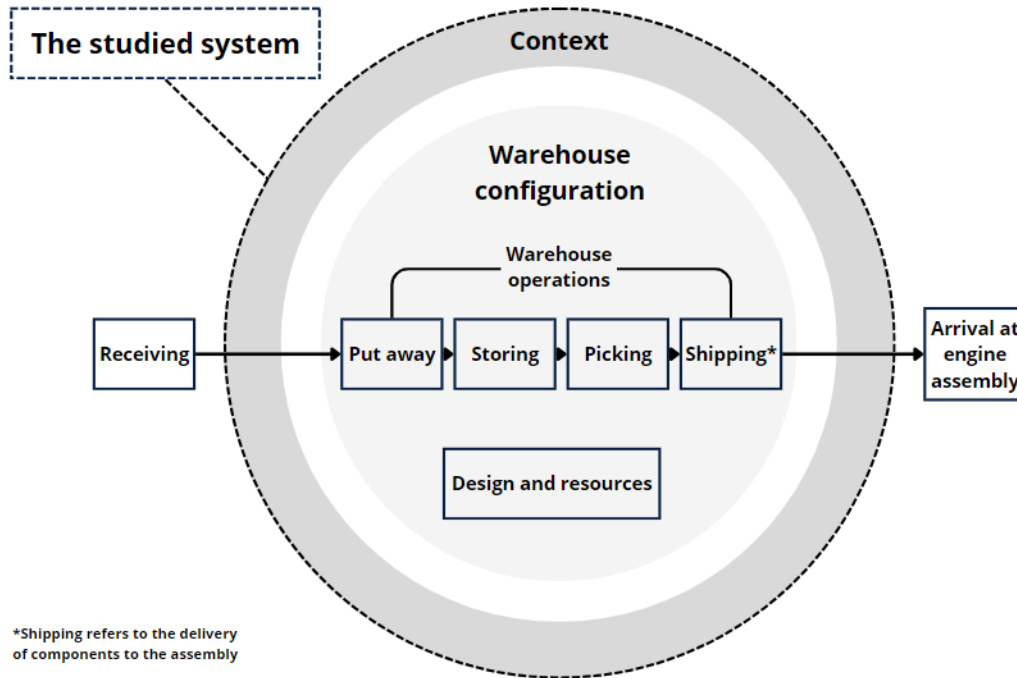 The studied system
Context
Warehouse
configuration
Warehouse
operations
Receiving
Put away
Storing
Picking
Shipping*
Arrival at
engine
assembly
Design and resources
*Shipping refers to the delivery
of components to the assembly